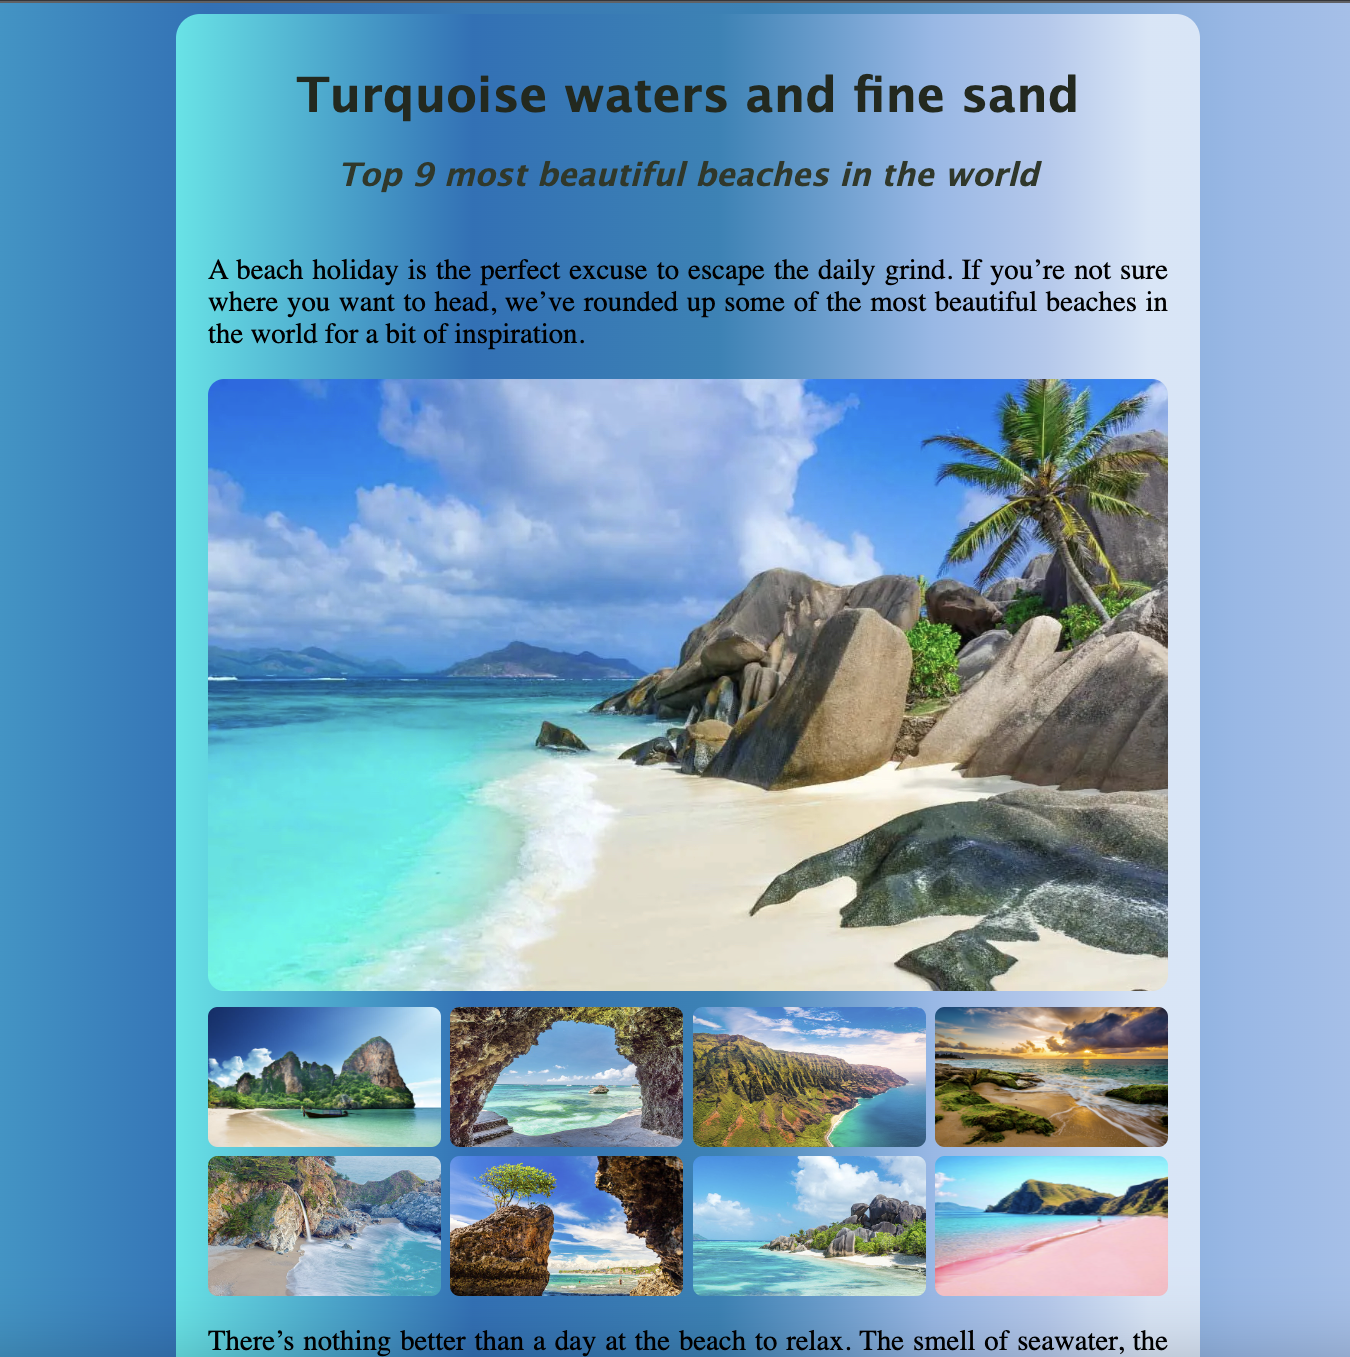 Turquoise waters and fine sand
Top 9 most beautiful beaches in the world
A beach holiday is the perfect excuse to escape the daily grind. If you’re not sure
where you want to head, we’ve rounded up some of the most beautiful beaches in
the world for a bit of inspiration.
There’s nothing better than a day at the beach to relax. The smell of seawater, the